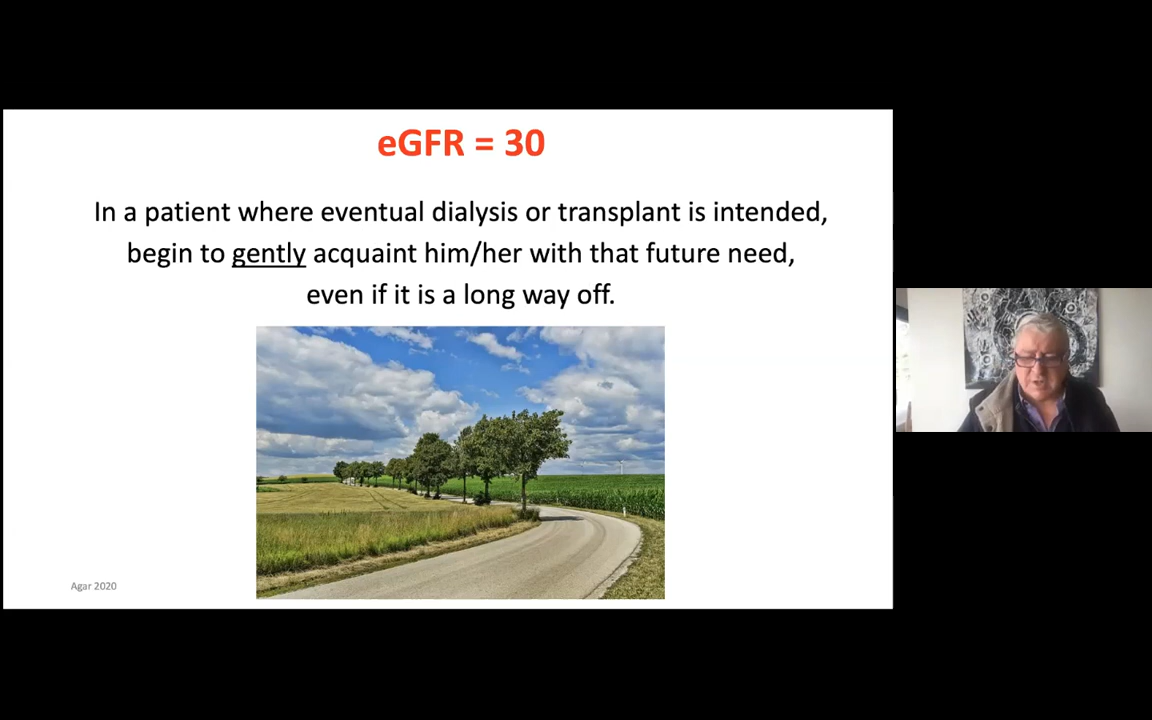 eGFR = 30
In a patient where eventual dialysis or transplant is intended,
begin to gently acquaint him/her with that future need,
even if it is a long way off.
Agar 2020